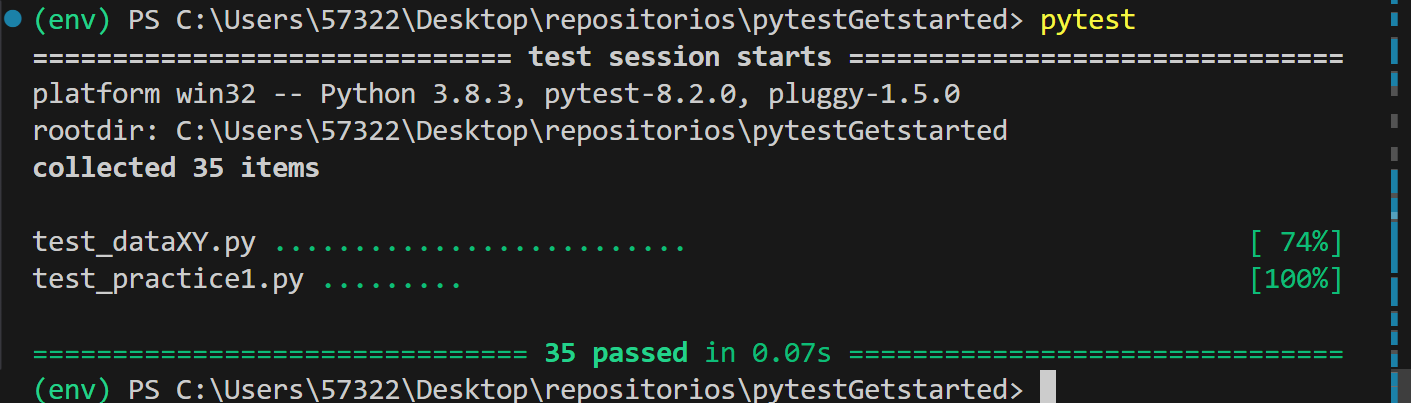 (env) PS C:\Users\57322\Desktop\repositorios\pytestGetstarted> pytest
============================== test session starts ===============================
platform win32 -- Python 3.8.3, pytest-8.2.0, pluggy-1.5.0
rootdir: C:\Users\57322\Desktop\repositorios\pytestGetstarted
collected 35 items
test_dataXY.py .......................... [ 74%]
test_practice1.py ......... [100%]
=============================== 35 passed in 0.07s ===============================
(env) PS C:\Users\57322\Desktop\repositorios\pytestGetstarted>